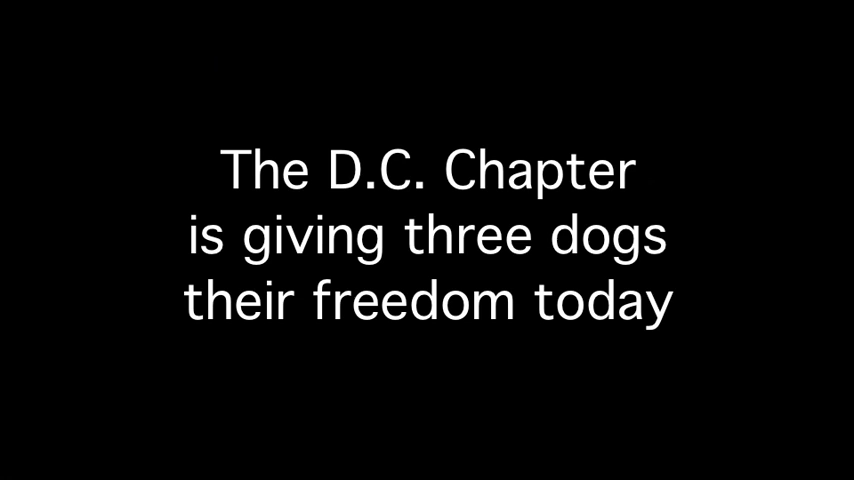 The D.C. Chapter
is giving three dogs
their freedom today